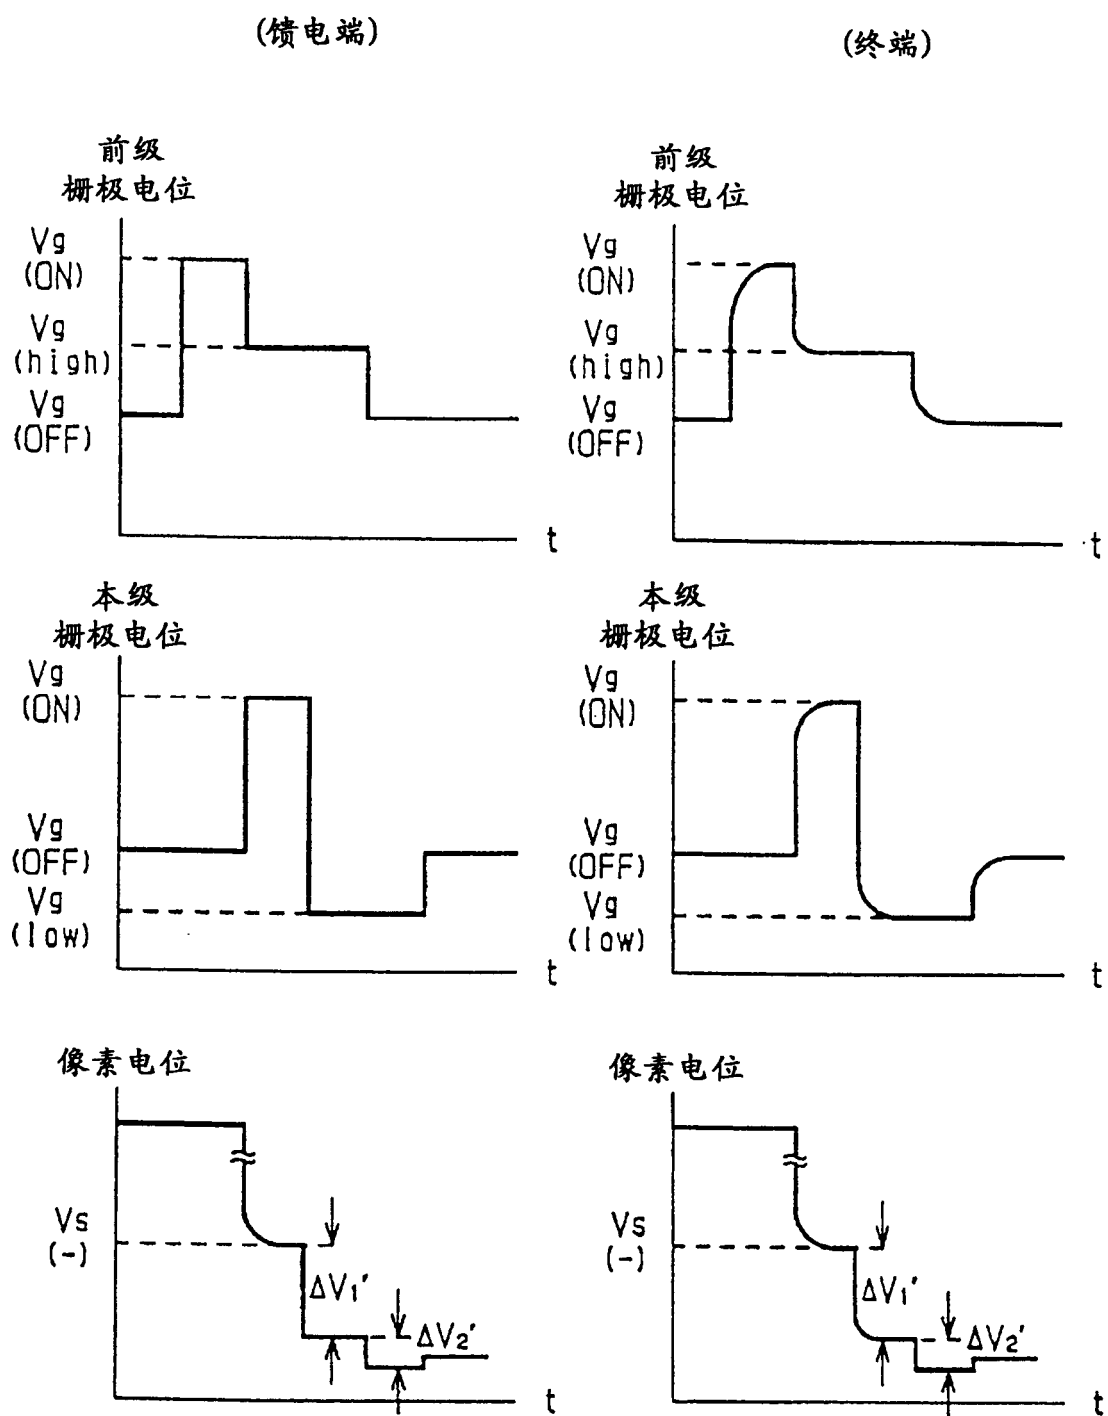 (馈电端)
(终端)
前级
栅极电位
Vg
(ON)
Vg
(high)
Vg
(OFF)
t
前级
栅极电位
Vg
(ON)
Vg
(high)
Vg
(OFF)
t
本级
栅极电位
Vg
(ON)
Vg
(OFF)
Vg
(low)
t
本级
栅极电位
Vg
(ON)
Vg
(OFF)
Vg
(low)
t
像素电位
Vs
(-)
ΔV₁'
ΔV₂'
t
像素电位
Vs
(-)
ΔV₁'
ΔV₂'
t